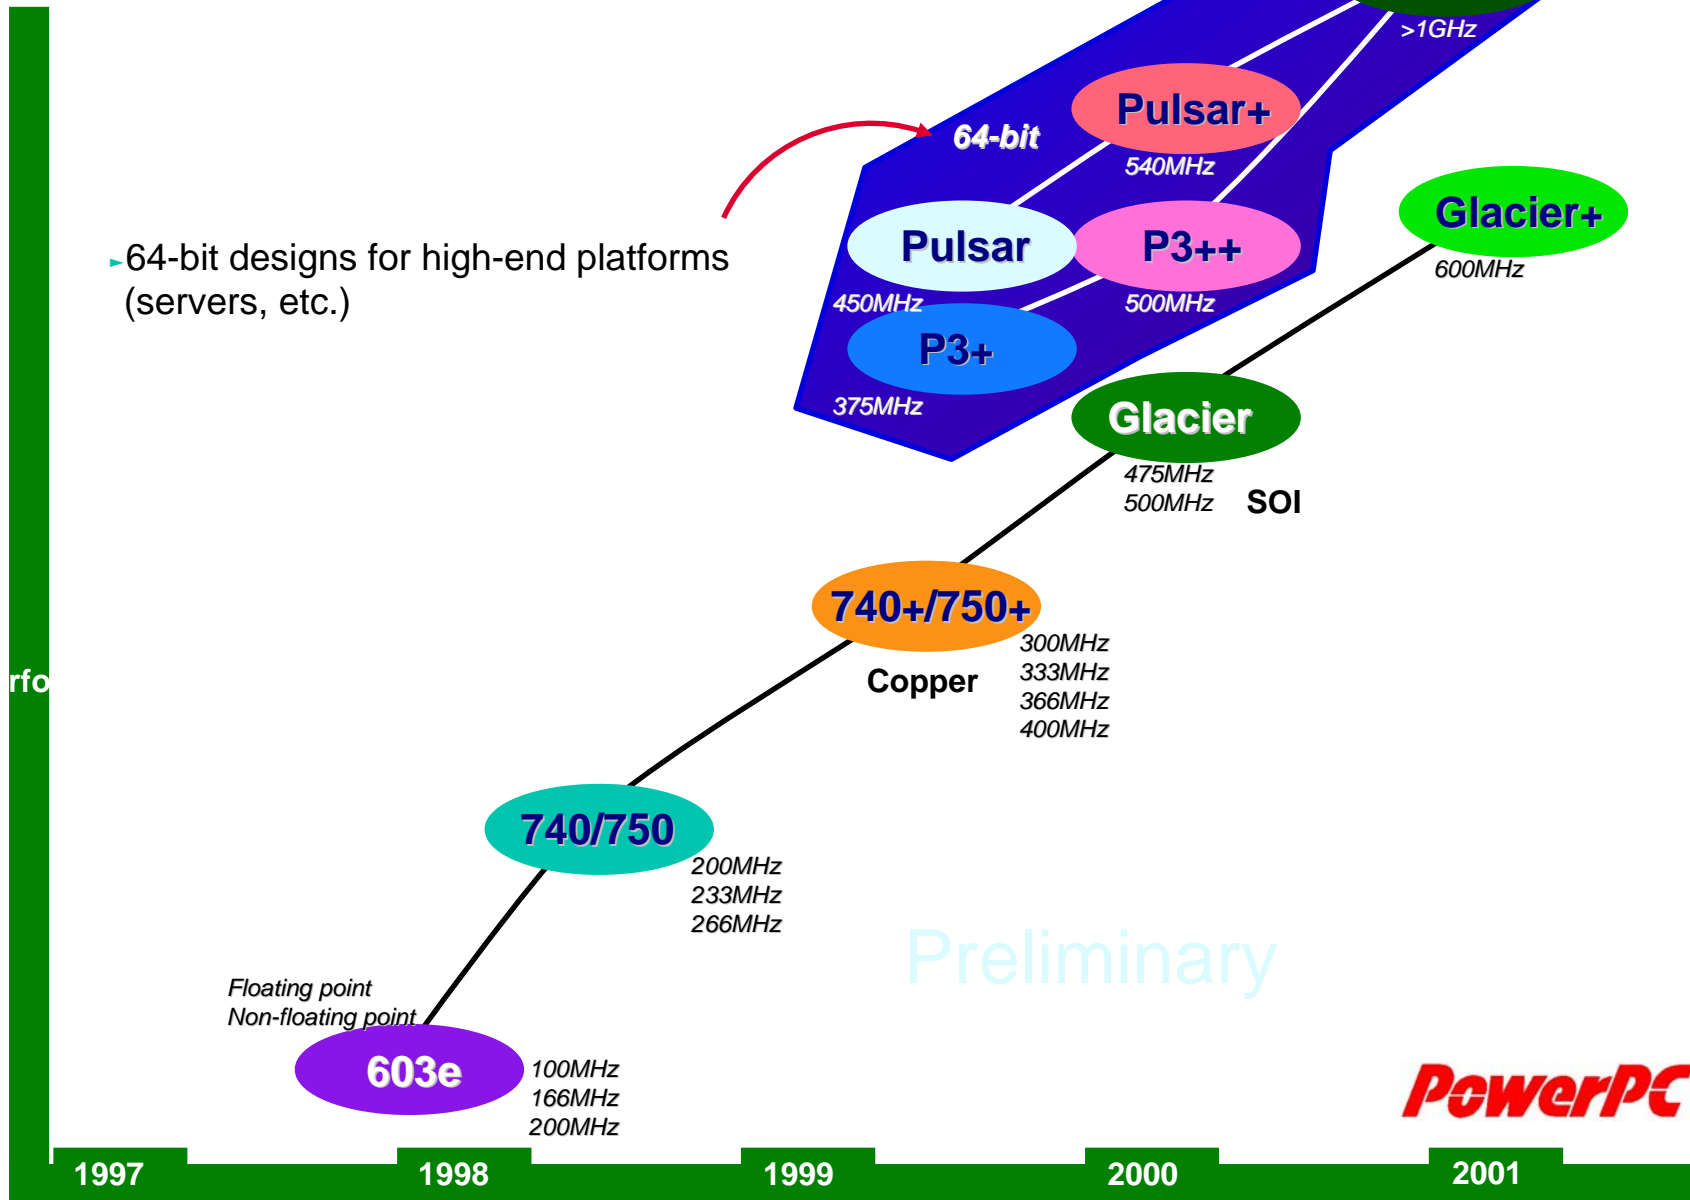 >1GHz
Pulsar+
64-bit
540MHz
Glacier+
Pulsar
P3++
►64-bit designs for high-end platforms
(servers, etc.)
600MHz
450MHz
500MHz
P3+
375MHz
Glacier
475MHz
500MHz
SOI
740+/750+
300MHz
333MHz
366MHz
400MHz
Copper
rfo
740/750
200MHz
233MHz
266MHz
Preliminary
Floating point
Non-floating point
603e
100MHz
166MHz
200MHz
PowerPC
1997 1998 1999 2000 2001